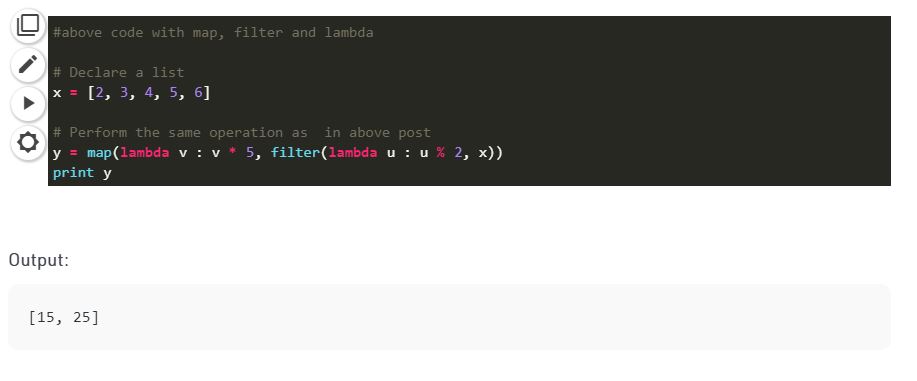 #above code with map, filter and lambda
# Declare a list
x = [2, 3, 4, 5, 6]
# Perform the same operation as  in above post
y = map(lambda v : v * 5, filter(lambda u : u % 2, x))
print y
Output:
[15, 25]